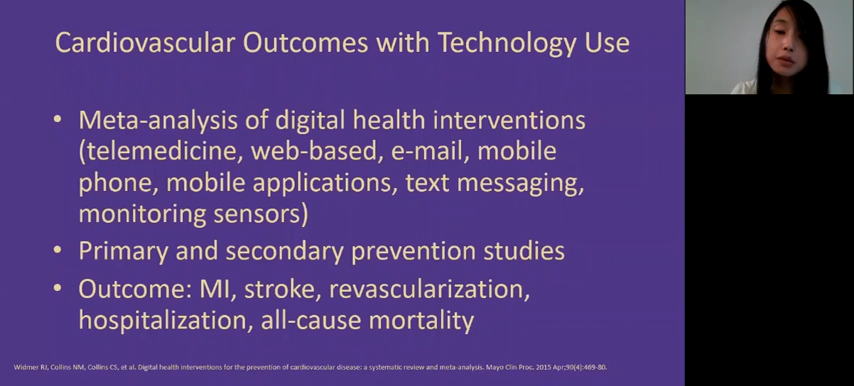 Cardiovascular Outcomes with Technology Use
• Meta-analysis of digital health interventions
(telemedicine, web-based, e-mail, mobile
phone, mobile applications, text messaging,
monitoring sensors)
• Primary and secondary prevention studies
• Outcome: MI, stroke, revascularization,
hospitalization, all-cause mortality
Widmer RJ, Collins NM, Collins CS, et al. Digital health interventions for the prevention of cardiovascular disease: a systematic review and meta-analysis. Mayo Clin Proc. 2015 Apr;90(4):469-80.